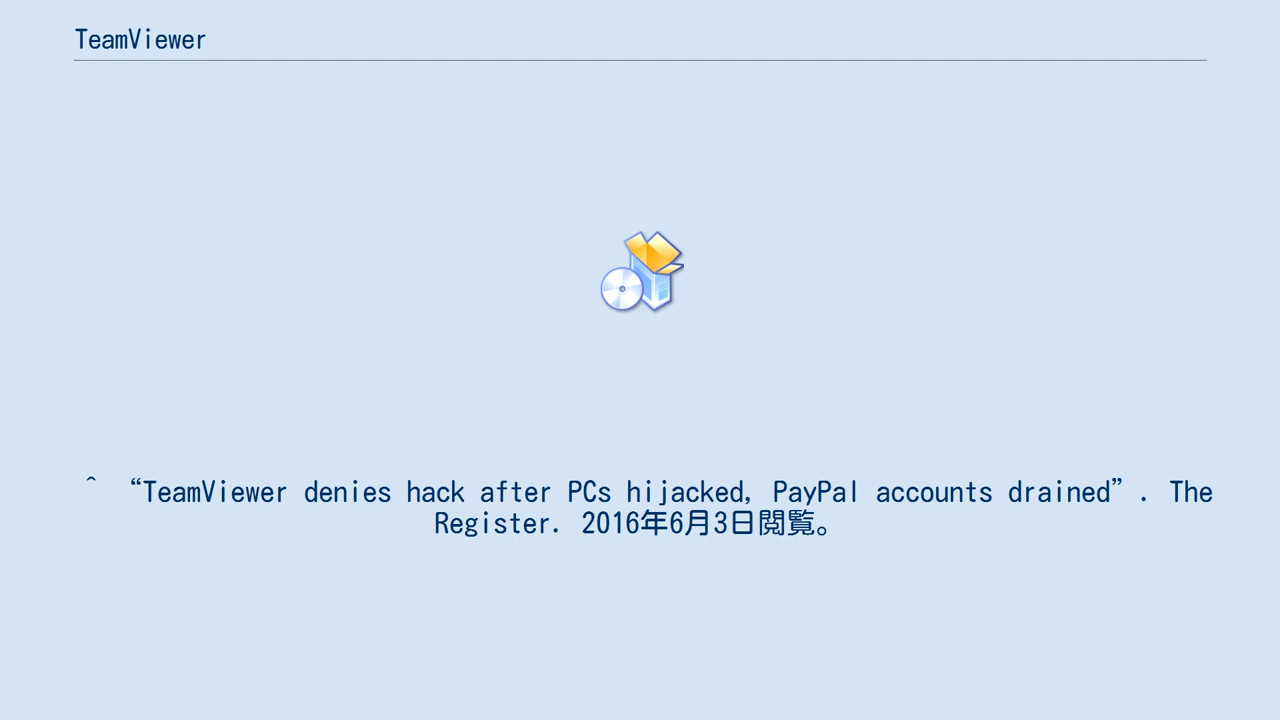 TeamViewer
^ “TeamViewer denies hack after PCs hijacked, PayPal accounts drained”. The
Register. 2016年6月3日閲覧。